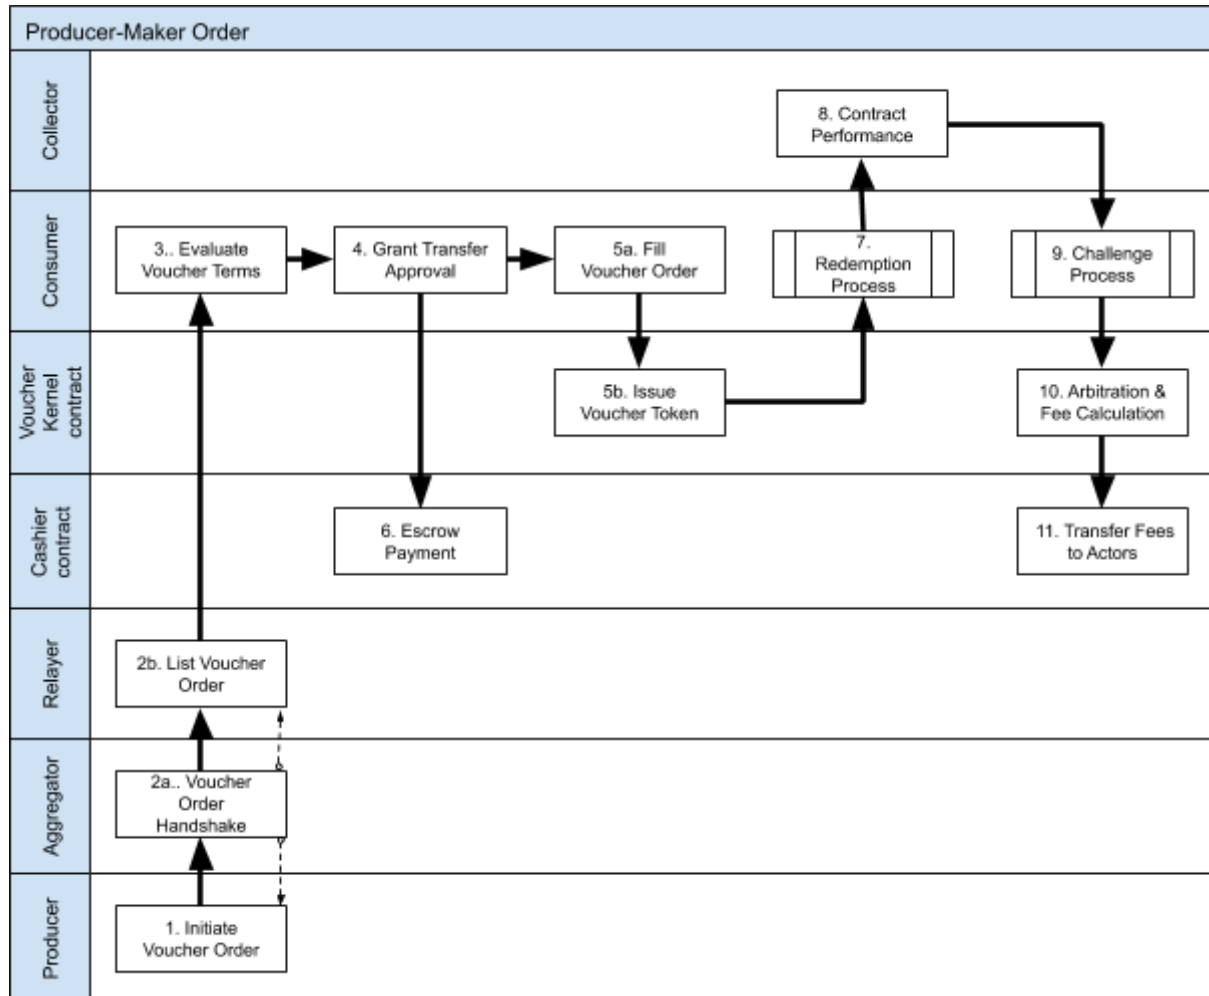 Producer-Maker Order
Collector
8. Contract
Performance
Consumer
3.. Evaluate
Voucher Terms
4. Grant Transfer
Approval
5a. Fill
Voucher Order
7.
Redemption
Process
9. Challenge
Process
Voucher
Kernel
contract
5b. Issue
Voucher Token
10. Arbitration &
Fee Calculation
Cashier
contract
6. Escrow
Payment
11. Transfer Fees
to Actors
Relayer
2b. List Voucher
Order
Aggregator
2a.. Voucher
Order
Handshake
Producer
1. Initiate
Voucher Order